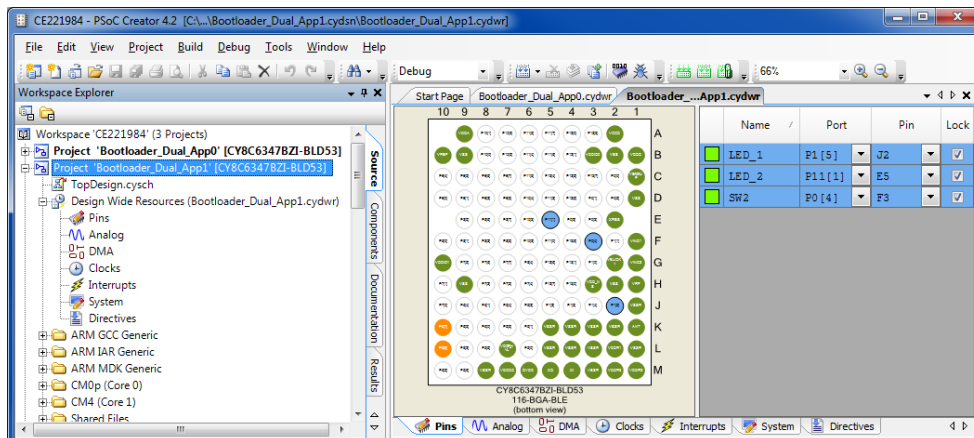 CE221984 - PSoC Creator 4.2 [C:\...\Bootloader_Dual_App1.cydsn\Bootloader_Dual_App1.cydwr]
File Edit View Project Build Debug Tools Window Help
Debug 66%
Workspace Explorer
Start Page Bootloader_Dual_App0.cydwr Bootloader_...App1.cydwr
Workspace 'CE221984' (3 Projects)
Project 'Bootloader_Dual_App0' [CY8C6347BZI-BLD53]
Project 'Bootloader_Dual_App1' [CY8C6347BZI-BLD53]
TopDesign.cysch
Design Wide Resources (Bootloader_Dual_App1.cydwr)
Pins
Analog
DMA
Clocks
Interrupts
System
Directives
ARM GCC Generic
ARM IAR Generic
ARM MDK Generic
CM0p (Core 0)
CM4 (Core 1)
Shared Files
Source
Components
Documentation
Results
10 9 8 7 6 5 4 3 2 1
A
B
C
D
E
F
G
H
J
K
L
M
CY8C6347BZI-BLD53
116-BGA-BLE
(bottom view)
Name / Port Pin Lock
LED_1 P1[5] J2
LED_2 P11[1] E5
SW2 P0[4] F3
Pins Analog DMA Clocks Interrupts System Directives